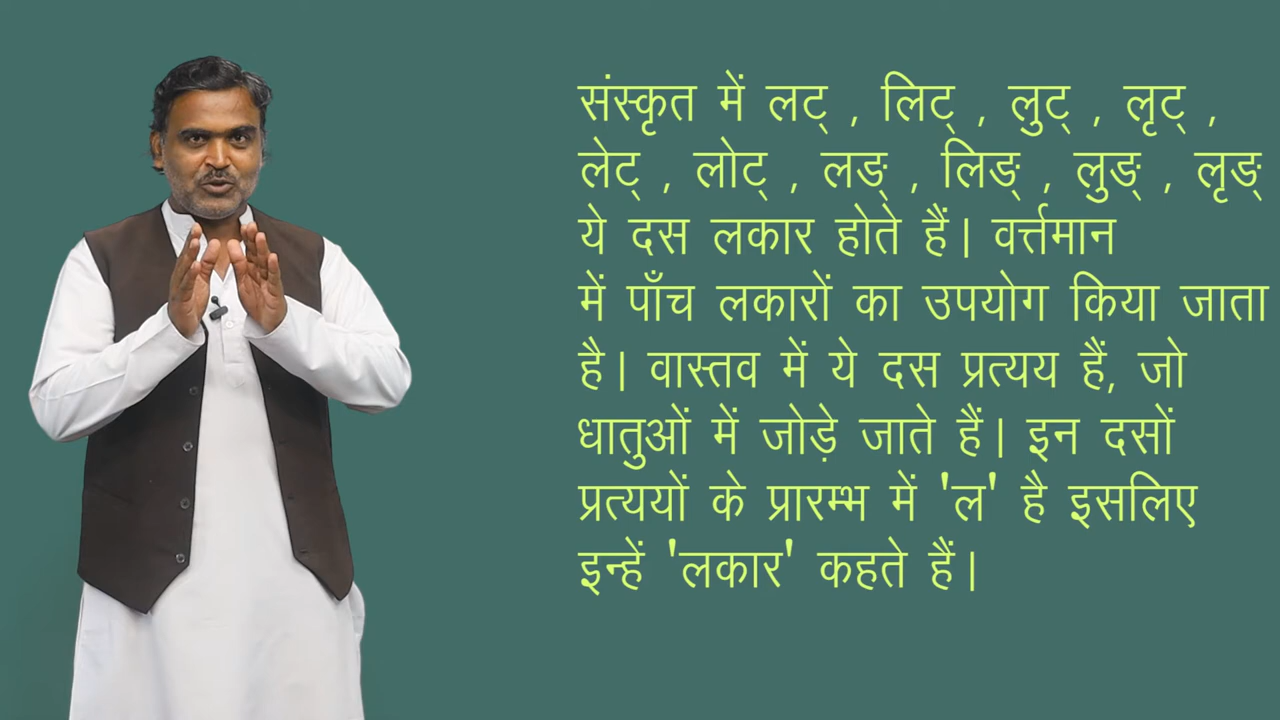 संस्कृत में लट् , लिट् , लुट् , लृट् ,
लेट् , लोट् , लङ् , लिङ् , लुङ् , लृङ्
ये दस लकार होते हैं। वर्त्तमान
में पाँच लकारों का उपयोग किया जाता
है। वास्तव में ये दस प्रत्यय हैं, जो
धातुओं में जोड़े जाते हैं। इन दसों
प्रत्ययों के प्रारम्भ में 'ल' है इसलिए
इन्हें 'लकार' कहते हैं।